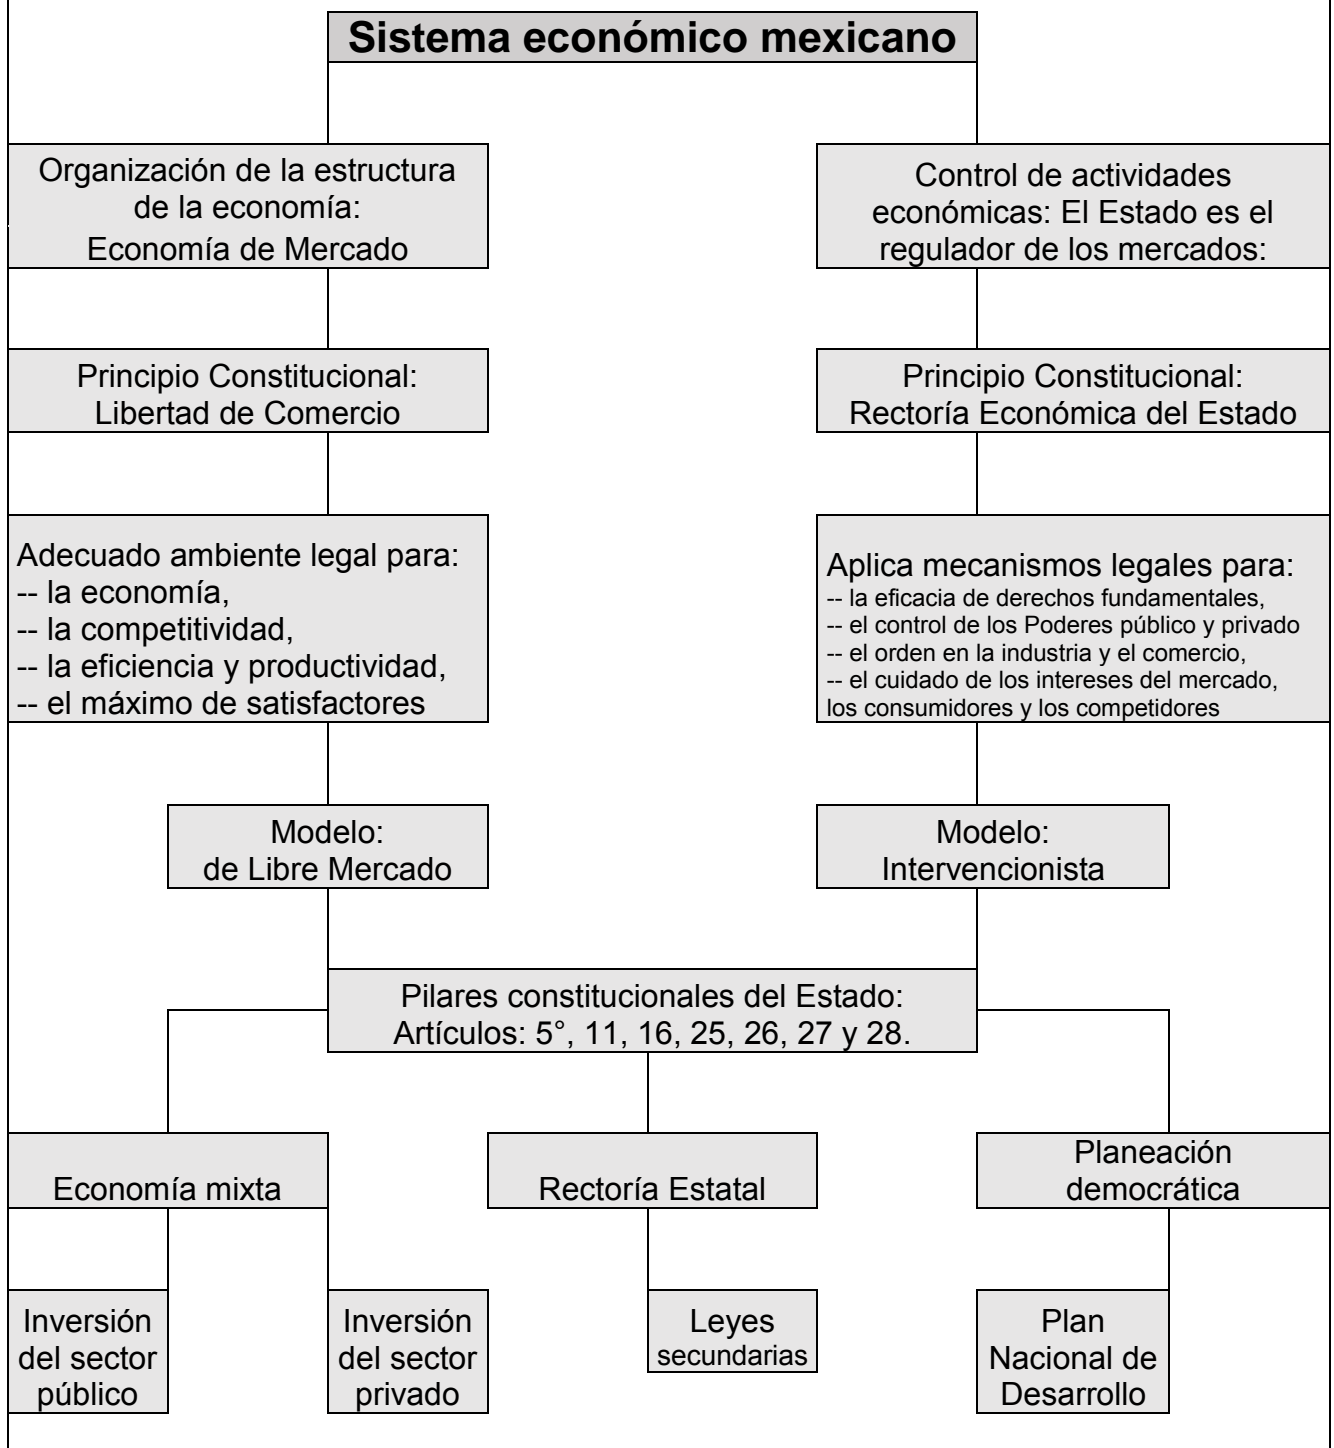 Sistema económico mexicano
Organización de la estructura
de la economía:
Economía de Mercado
Control de actividades
económicas: El Estado es el
regulador de los mercados:
Principio Constitucional:
Libertad de Comercio
Principio Constitucional:
Rectoría Económica del Estado
Adecuado ambiente legal para:
-- la economía,
-- la competitividad,
-- la eficiencia y productividad,
-- el máximo de satisfactores
Aplica mecanismos legales para:
-- la eficacia de derechos fundamentales,
-- el control de los Poderes público y privado
-- el orden en la industria y el comercio,
-- el cuidado de los intereses del mercado,
los consumidores y los competidores
Modelo:
de Libre Mercado
Modelo:
Intervencionista
Pilares constitucionales del Estado:
Artículos: 5°, 11, 16, 25, 26, 27 y 28.
Economía mixta
Rectoría Estatal
Planeación
democrática
Inversión
del sector
público
Inversión
del sector
privado
Leyes
secundarias
Plan
Nacional de
Desarrollo